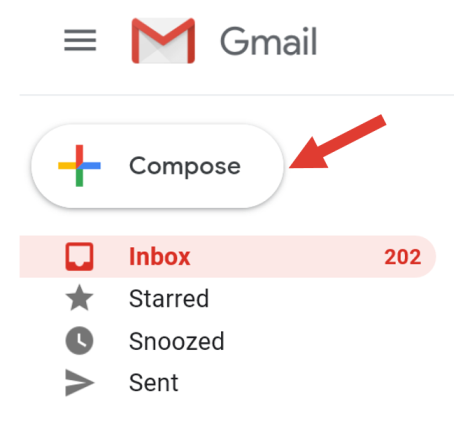 Gmail
Compose
Inbox 202
Starred
Snoozed
Sent